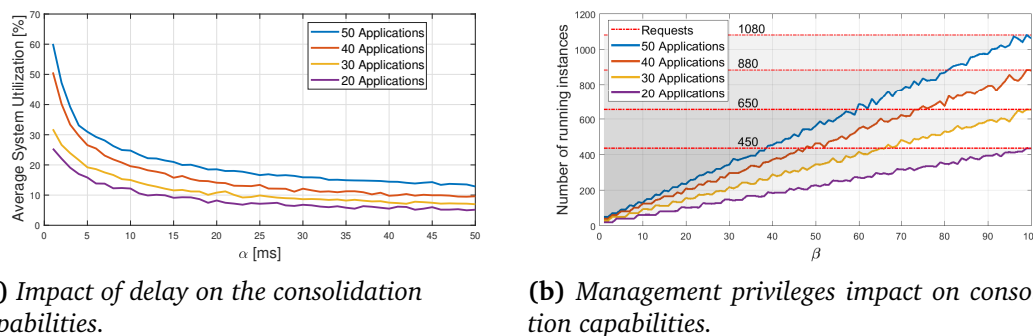 70
60
50
40
30
20
10
0
Average System Utilization [%]
50 Applications
40 Applications
30 Applications
20 Applications
0 5 10 15 20 25 30 35 40 45 50
α [ms]
) Impact of delay on the consolidation
pabilities.
1200
1000
800
600
400
200
0
Number of running instances
Requests
50 Applications
40 Applications
30 Applications
20 Applications
1080
880
650
450
0 10 20 30 40 50 60 70 80 90 100
β
(b) Management privileges impact on conso
tion capabilities.